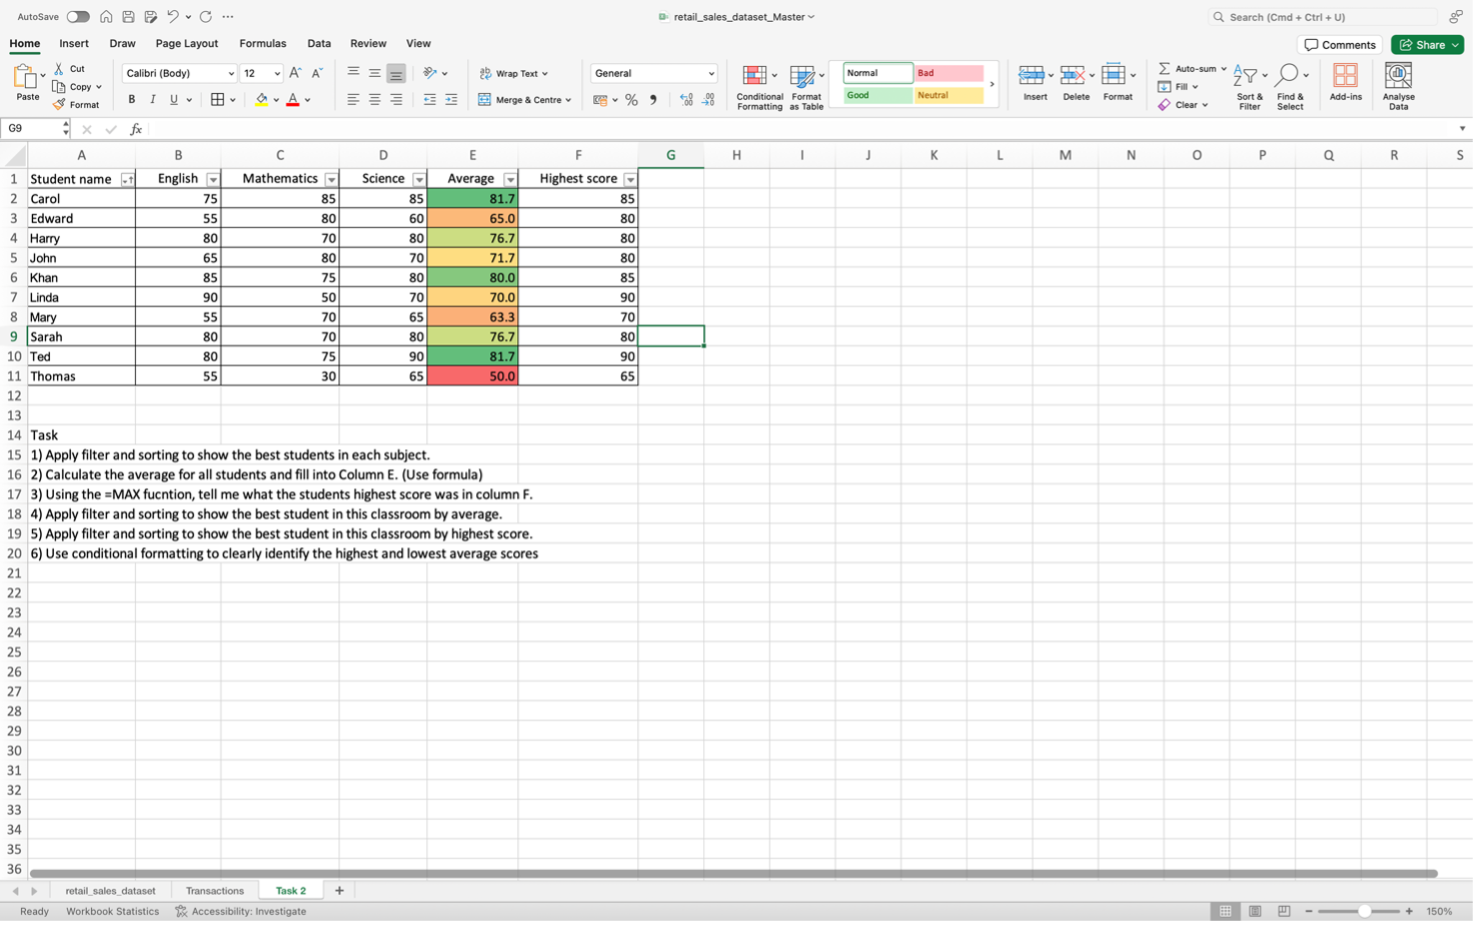 AutoSave
retail_sales_dataset_Master
Search (Cmd + Ctrl + U)
Home Insert Draw Page Layout Formulas Data Review View Comments Share
Paste Cut Copy Format
Calibri (Body) 12 A A
B I U A
Wrap Text
Merge & Centre
General
% 9
Conditional Formatting
Format as Table
Normal Bad
Good Neutral
Insert Delete Format
Auto-sum
Fill
Clear
Sort & Filter
Find & Select
Add-ins
Analyse Data
G9 fx
A B C D E F G H I J K L M N O P Q R S
1 Student name English Mathematics Science Average Highest score
2 Carol 75 85 85 81.7 85
3 Edward 55 80 60 65.0 80
4 Harry 80 70 80 76.7 80
5 John 65 80 70 71.7 80
6 Khan 85 75 80 80.0 85
7 Linda 90 50 70 70.0 90
8 Mary 55 70 65 63.3 70
9 Sarah 80 70 80 76.7 80
10 Ted 80 75 90 81.7 90
11 Thomas 55 30 65 50.0 65
12
13
14 Task
15 1) Apply filter and sorting to show the best students in each subject.
16 2) Calculate the average for all students and fill into Column E. (Use formula)
17 3) Using the =MAX fucntion, tell me what the students highest score was in column F.
18 4) Apply filter and sorting to show the best student in this classroom by average.
19 5) Apply filter and sorting to show the best student in this classroom by highest score.
20 6) Use conditional formatting to clearly identify the highest and lowest average scores
21
22
23
24
25
26
27
28
29
30
31
32
33
34
35
36
retail_sales_dataset Transactions Task 2 +
Ready Workbook Statistics Accessibility: Investigate − + 150%